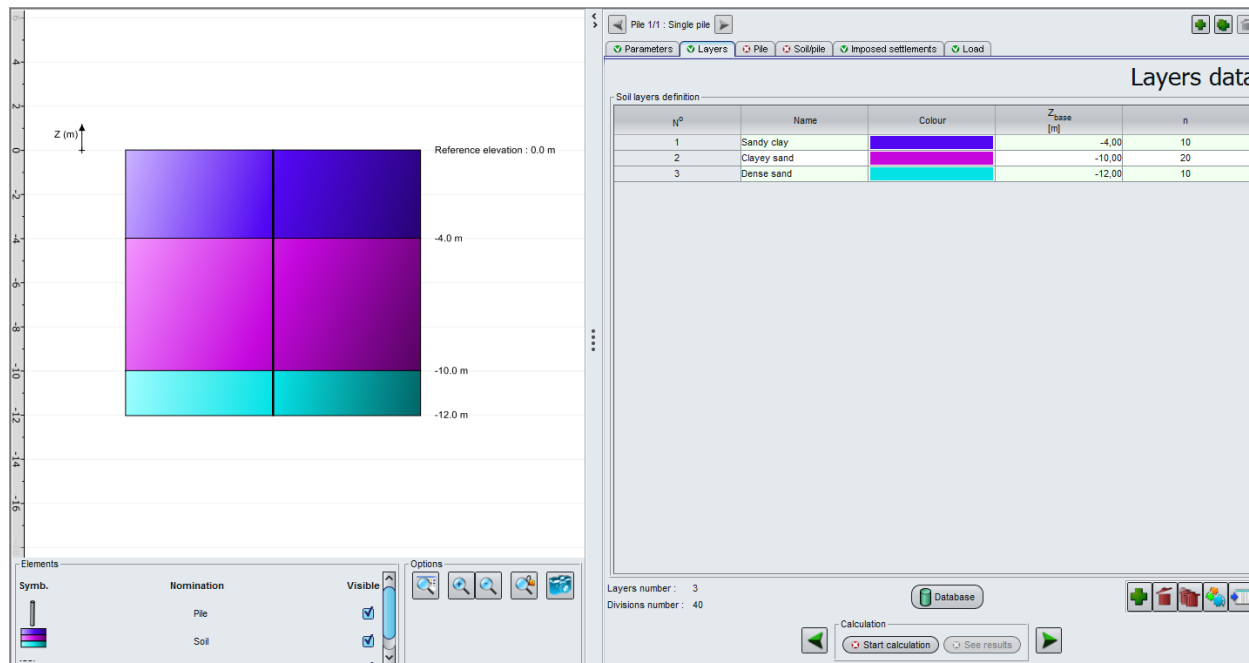 Pile 1/1 : Single pile
Parameters Layers Pile Soil/pile Imposed settlements Load
Layers data
Soil layers definition
N° Name Colour Zbase [m] n
1 Sandy clay -4,00 10
2 Clayey sand -10,00 20
3 Dense sand -12,00 10
4
2
0
-2
-4
-6
-8
-10
-12
-14
-16
Z (m)
Reference elevation : 0.0 m
-4.0 m
-10.0 m
-12.0 m
Elements
Symb. Nomination Visible
Pile
Soil
Options
Layers number : 3
Divisions number : 40
Database
Calculation
Start calculation See results